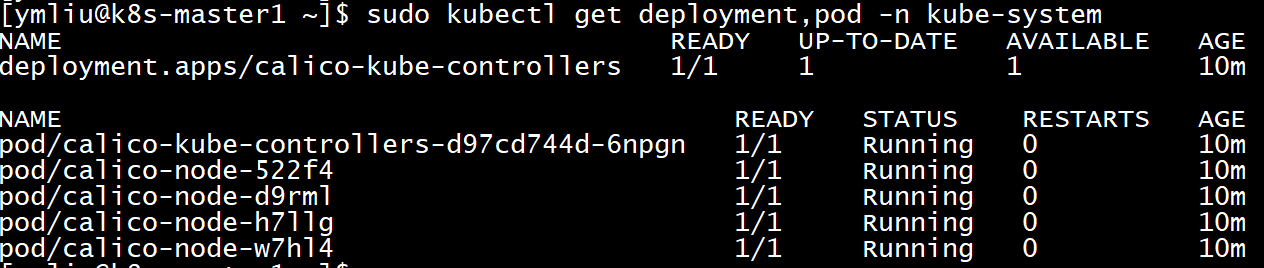 [ymliu@k8s-master1 ~]$ sudo kubectl get deployment,pod -n kube-system
NAME READY UP-TO-DATE AVAILABLE AGE
deployment.apps/calico-kube-controllers 1/1 1 1 10m
NAME READY STATUS RESTARTS AGE
pod/calico-kube-controllers-d97cd744d-6npgn 1/1 Running 0 10m
pod/calico-node-522f4 1/1 Running 0 10m
pod/calico-node-d9rml 1/1 Running 0 10m
pod/calico-node-h7llg 1/1 Running 0 10m
pod/calico-node-w7hl4 1/1 Running 0 10m